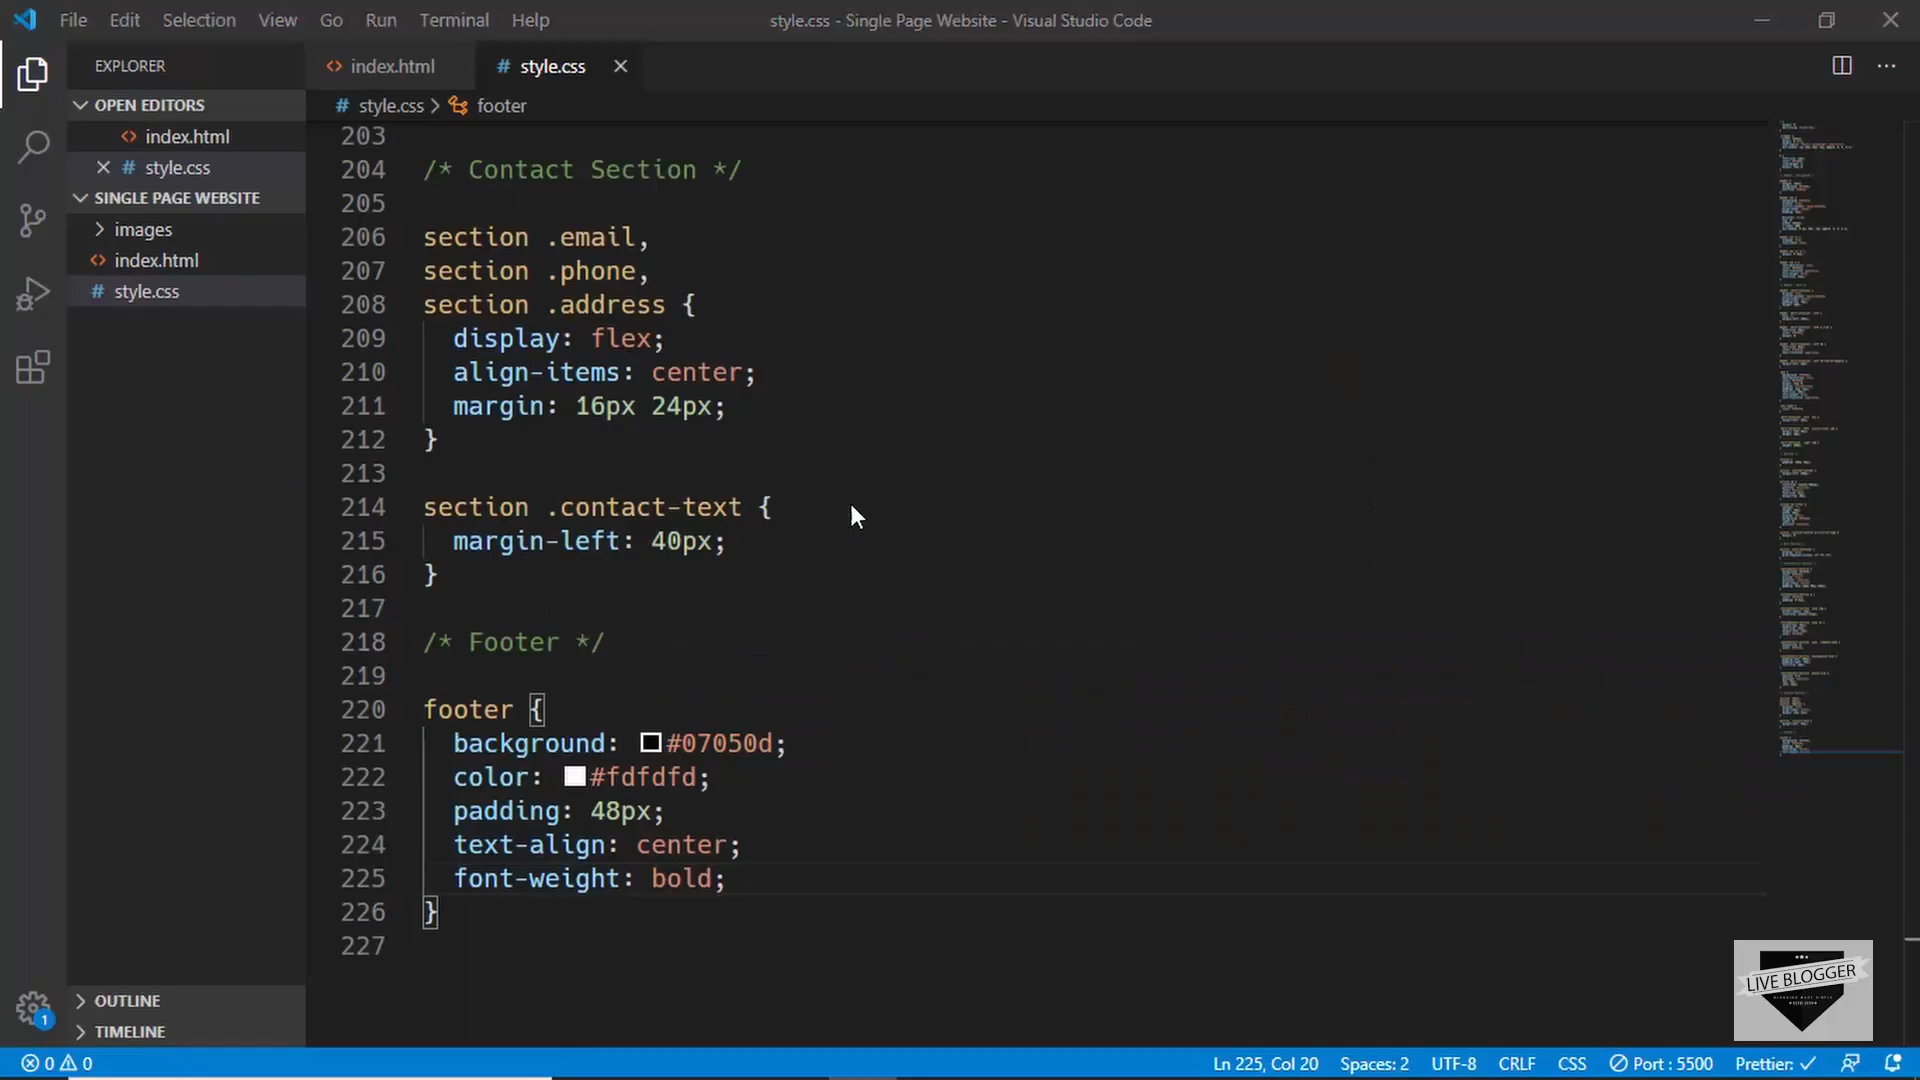 File Edit Selection View Go Run Terminal Help
style.css - Single Page Website - Visual Studio Code
EXPLORER
OPEN EDITORS
index.html
style.css
SINGLE PAGE WEBSITE
images
index.html
style.css
OUTLINE
TIMELINE
<> index.html
# style.css
# style.css > footer
203
204 /* Contact Section */
205
206 section .email,
207 section .phone,
208 section .address {
209 display: flex;
210 align-items: center;
211 margin: 16px 24px;
212 }
213
214 section .contact-text {
215 margin-left: 40px;
216 }
217
218 /* Footer */
219
220 footer {
221 background: #07050d;
222 color: #fdfdfd;
223 padding: 48px;
224 text-align: center;
225 font-weight: bold;
226 }
227
LIVE BLOGGER
1
0 0
Ln 225, Col 20 Spaces: 2 UTF-8 CRLF CSS Port : 5500 Prettier: ✓